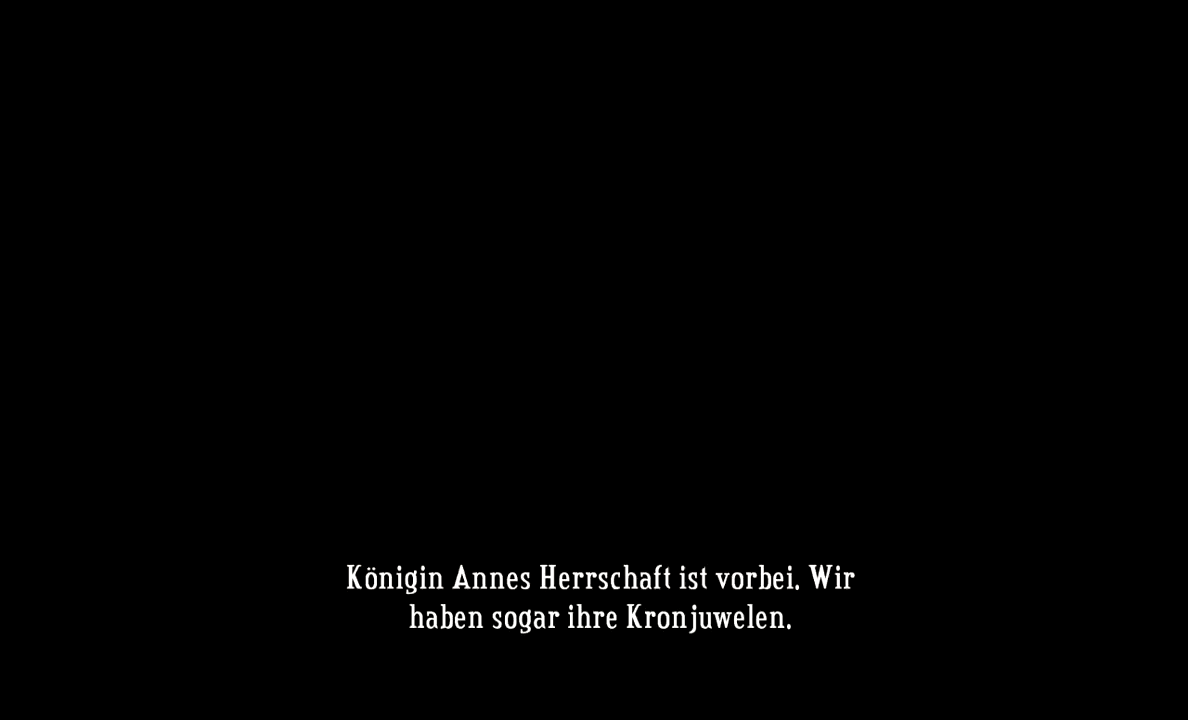 Königin Annes Herrschaft ist vorbei. Wir
haben sogar ihre Kronjuwelen.